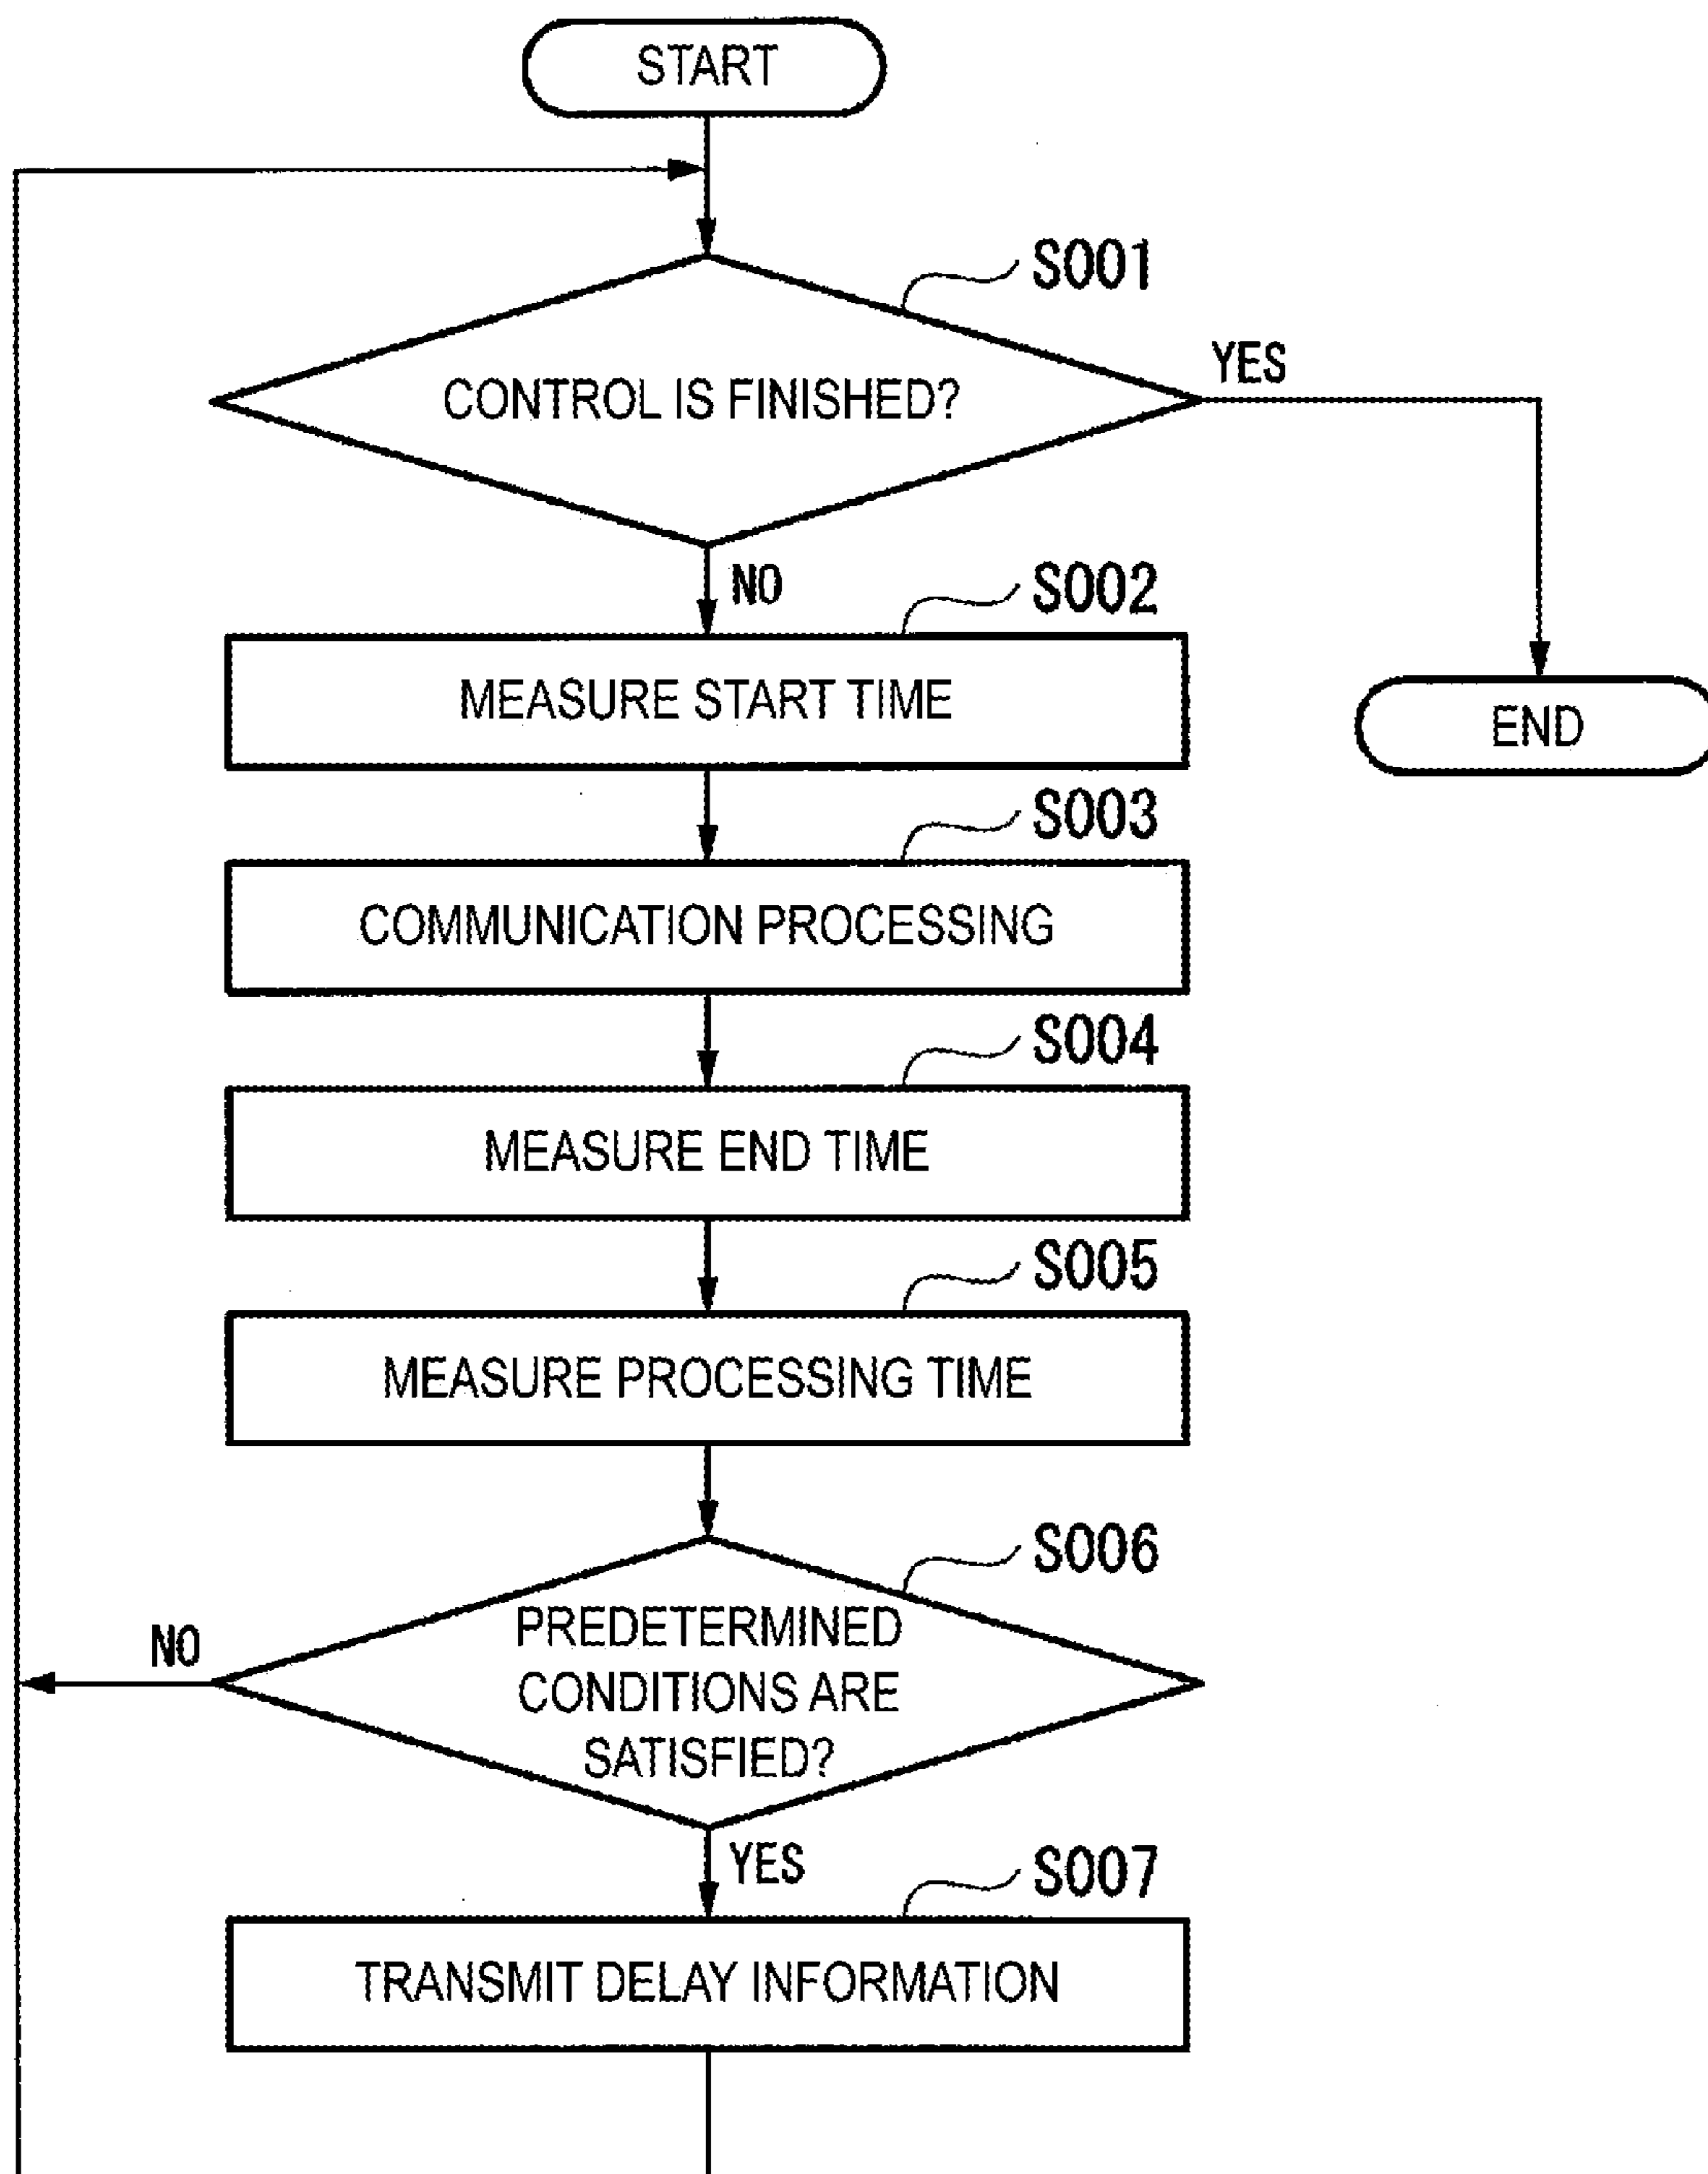 START
S001
CONTROL IS FINISHED?
YES
NO
S002
MEASURE START TIME
END
S003
COMMUNICATION PROCESSING
S004
MEASURE END TIME
S005
MEASURE PROCESSING TIME
S006
PREDETERMINED
CONDITIONS ARE
SATISFIED?
NO
YES
S007
TRANSMIT DELAY INFORMATION